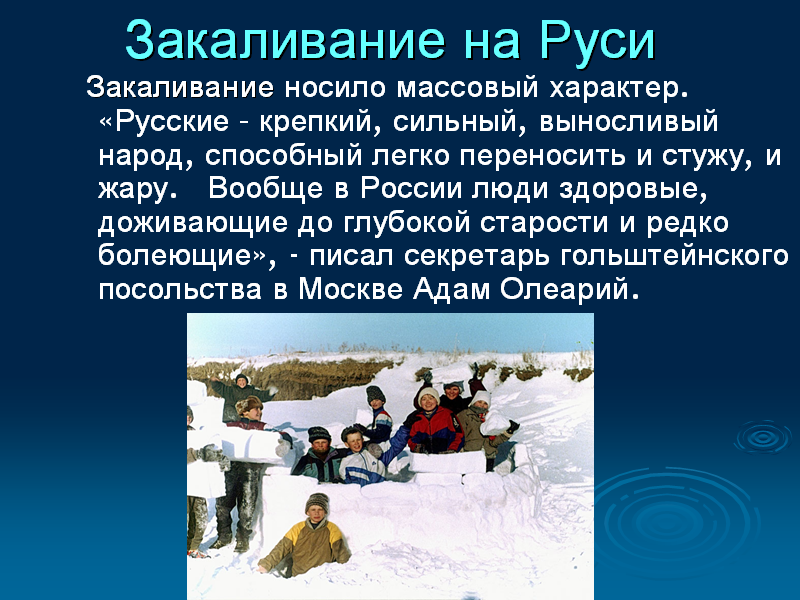 Закаливание на Руси
Закаливание носило массовый характер.
«Русские - крепкий, сильный, выносливый
народ, способный легко переносить и стужу, и
жару. Вообще в России люди здоровые,
доживающие до глубокой старости и редко
болеющие», - писал секретарь гольштейнского
посольства в Москве Адам Олеарий.